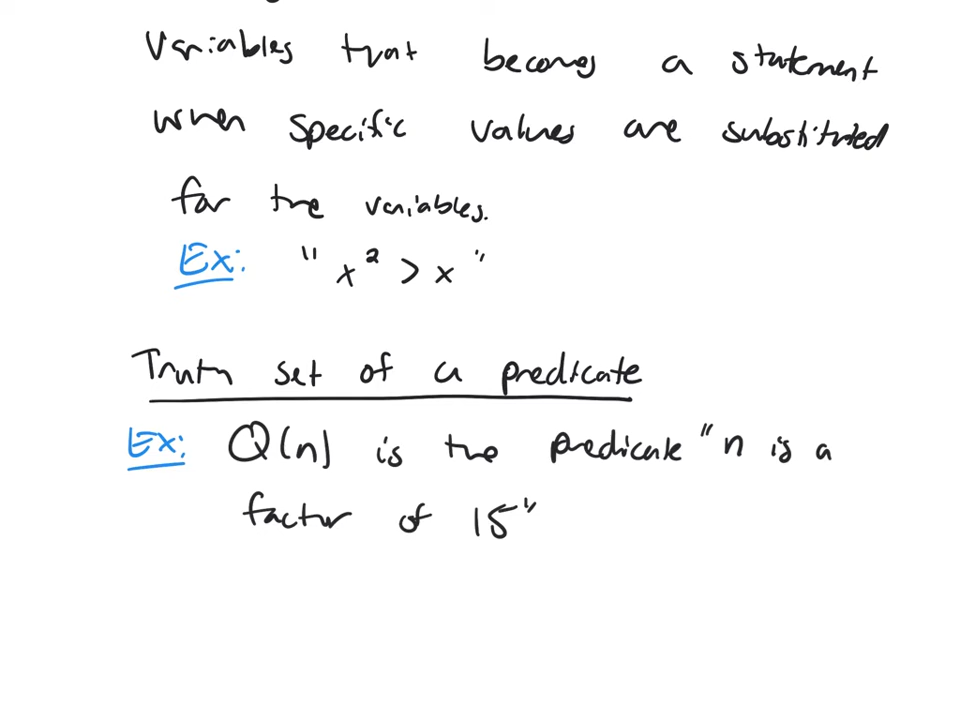 variables that becomes a statement
when specific values are substituted
for the variables.
Ex: "x² > x"
Truth set of a predicate
Ex: Q(n) is the predicate "n is a
factor of 15"